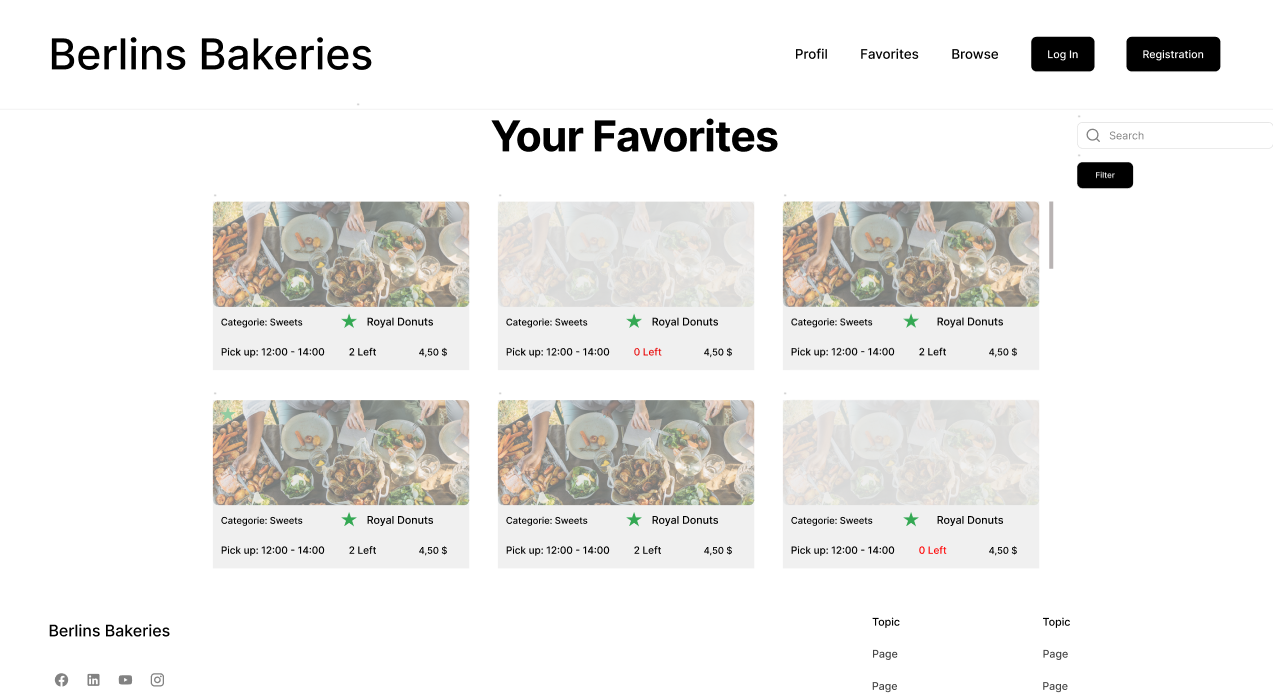 Berlins Bakeries
Profil Favorites Browse Log In Registration
Your Favorites
Search
Filter
Categorie: Sweets Royal Donuts
Pick up: 12:00 - 14:00 2 Left 4,50 $
Categorie: Sweets Royal Donuts
Pick up: 12:00 - 14:00 0 Left 4,50 $
Categorie: Sweets Royal Donuts
Pick up: 12:00 - 14:00 2 Left 4,50 $
Categorie: Sweets Royal Donuts
Pick up: 12:00 - 14:00 2 Left 4,50 $
Categorie: Sweets Royal Donuts
Pick up: 12:00 - 14:00 2 Left 4,50 $
Categorie: Sweets Royal Donuts
Pick up: 12:00 - 14:00 0 Left 4,50 $
Berlins Bakeries
Topic
Page
Page
Topic
Page
Page